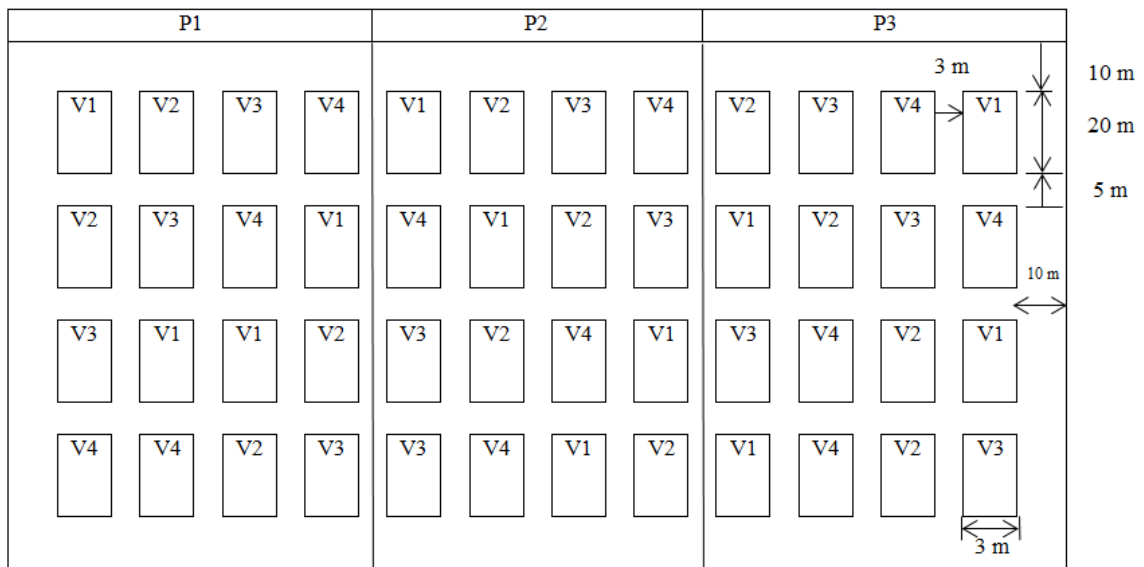 P1 P2 P3
3 m
10 m
V1 V2 V3 V4 V1 V2 V3 V4 V2 V3 V4 V1
20 m
5 m
V2 V3 V4 V1 V4 V1 V2 V3 V1 V2 V3 V4
10 m
V3 V1 V1 V2 V3 V2 V4 V1 V3 V4 V2 V1
V4 V4 V2 V3 V3 V4 V1 V2 V1 V4 V2 V3
3 m